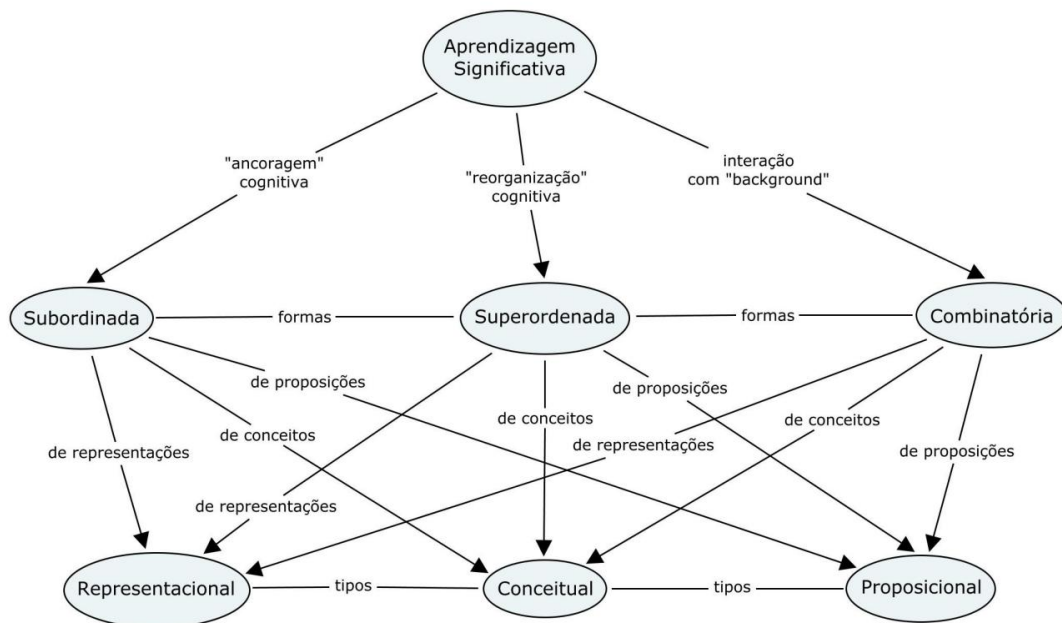 Aprendizagem
Significativa
"ancoragem"
cognitiva
"reorganização"
cognitiva
interação
com "background"
Subordinada
formas
Superordenada
formas
Combinatória
de proposições
de proposições
de representações
de conceitos
de conceitos
de representações
de conceitos
de proposições
de representações
Representacional
tipos
Conceitual
tipos
Proposicional